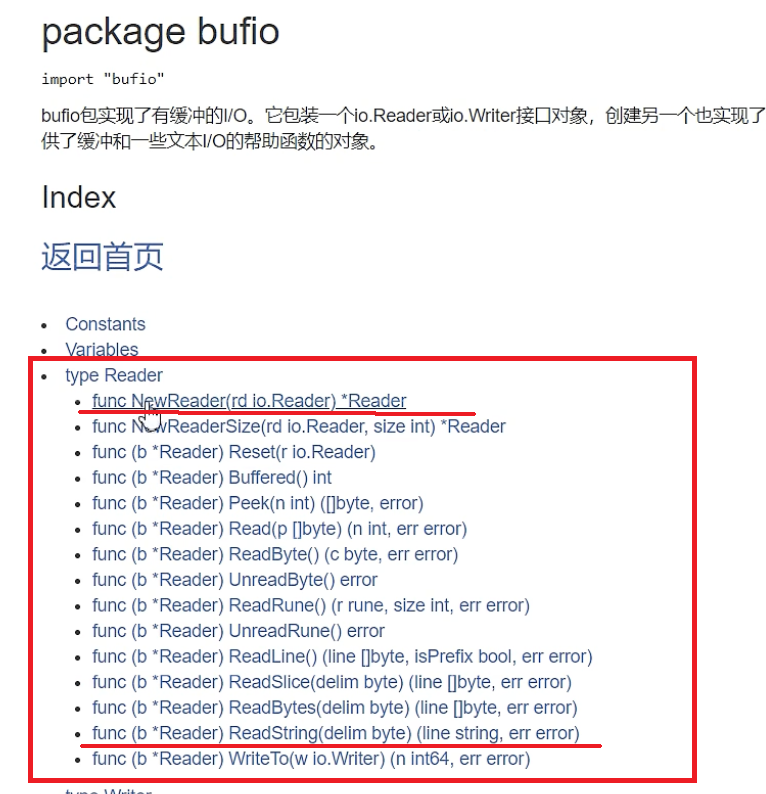 package bufio
import "bufio"
bufio包实现了有缓冲的I/O。它包装一个io.Reader或io.Writer接口对象，创建另一个也实现了
供了缓冲和一些文本I/O的帮助函数的对象。
Index
返回首页
Constants
Variables
type Reader
func NewReader(rd io.Reader) *Reader
func NewReaderSize(rd io.Reader, size int) *Reader
func (b *Reader) Reset(r io.Reader)
func (b *Reader) Buffered() int
func (b *Reader) Peek(n int) ([]byte, error)
func (b *Reader) Read(p []byte) (n int, err error)
func (b *Reader) ReadByte() (c byte, err error)
func (b *Reader) UnreadByte() error
func (b *Reader) ReadRune() (r rune, size int, err error)
func (b *Reader) UnreadRune() error
func (b *Reader) ReadLine() (line []byte, isPrefix bool, err error)
func (b *Reader) ReadSlice(delim byte) (line []byte, err error)
func (b *Reader) ReadBytes(delim byte) (line []byte, err error)
func (b *Reader) ReadString(delim byte) (line string, err error)
func (b *Reader) WriteTo(w io.Writer) (n int64, err error)
type Writer